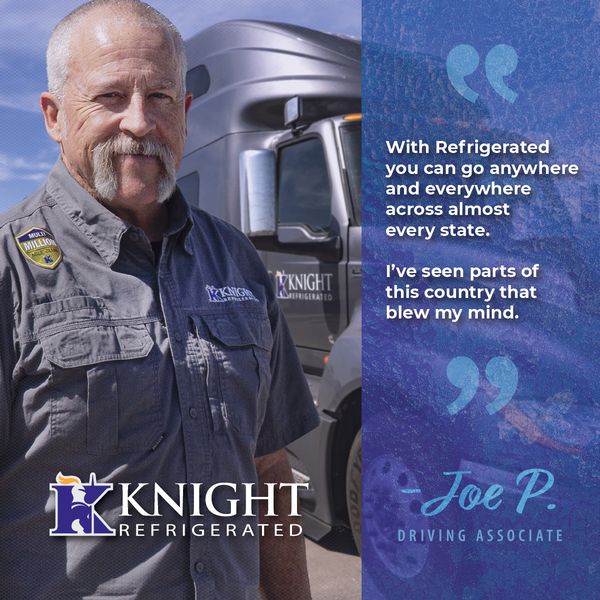 “
With Refrigerated
you can go anywhere
and everywhere
across almost
every state.
I’ve seen parts of
this country that
blew my mind.
”
-Joe P.
DRIVING ASSOCIATE
MULTI
MILLION
KNIGHT
REFRIGERATED
KNIGHT
REFRIGERATED
KNIGHT
REFRIGERATED